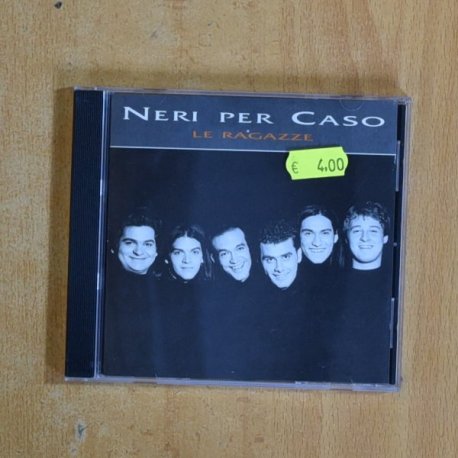 NERI PER CASO
LE RAGAZZE
€ 4,00